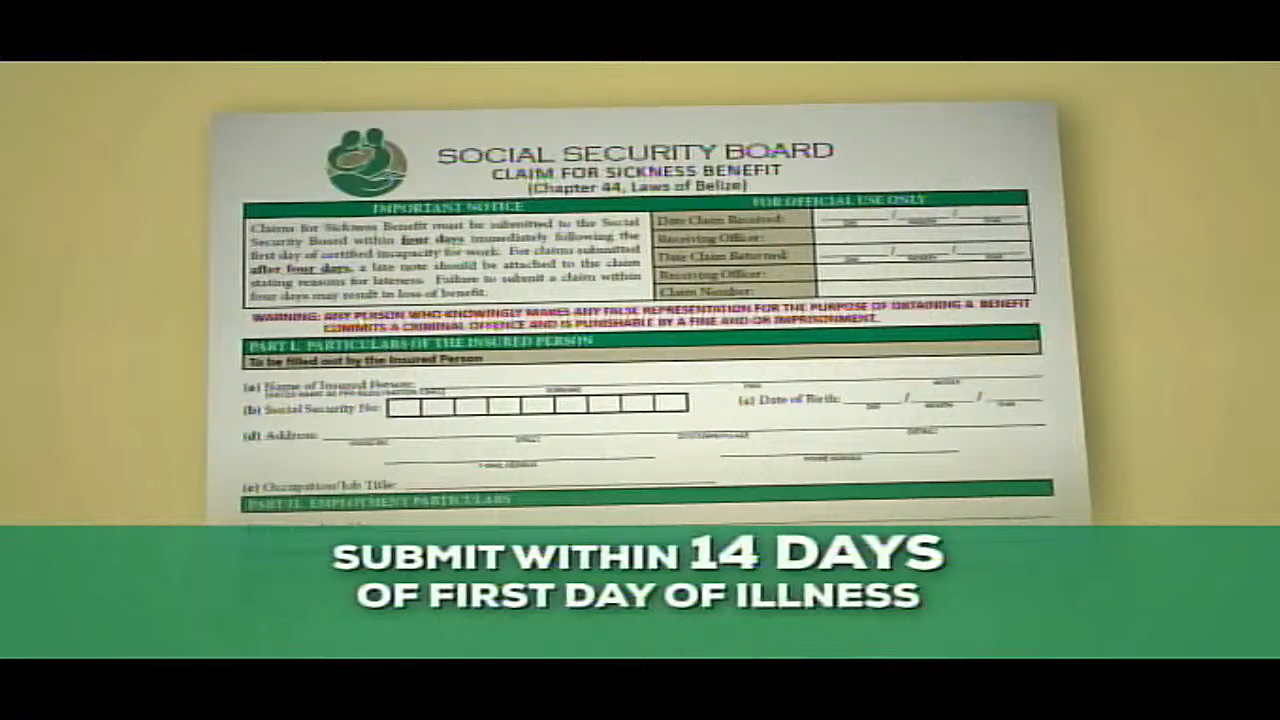 SOCIAL SECURITY BOARD
CLAIM FOR SICKNESS BENEFIT
(Chapter 44, Laws of Belize)
IMPORTANT NOTICE
Claims for Sickness Benefit must be submitted to the Social
Security Board within four days immediately following the
first day of certified incapacity for work. For claims submitted
after four days, a late note should be attached to the claim
stating reasons for lateness. Failure to submit a claim within
four days may result in loss of benefit.
FOR OFFICIAL USE ONLY
Date Claim Received: / /
Receiving Officer:
Date Claim Returned: / /
Receiving Officer:
Claim Number:
WARNING: ANY PERSON WHO KNOWINGLY MAKES ANY FALSE REPRESENTATION FOR THE PURPOSE OF OBTAINING A BENEFIT
COMMITS A CRIMINAL OFFENCE AND IS PUNISHABLE BY A FINE AND/OR IMPRISONMENT.
PART I. PARTICULARS OF THE INSURED PERSON
To be filled out by the Insured Person
(a) Name of Insured Person:
(b) Social Security No:
(c) Date of Birth: / /
(d) Address:
(e) Occupation/Job Title:
PART II. EMPLOYMENT PARTICULARS
SUBMIT WITHIN 14 DAYS
OF FIRST DAY OF ILLNESS